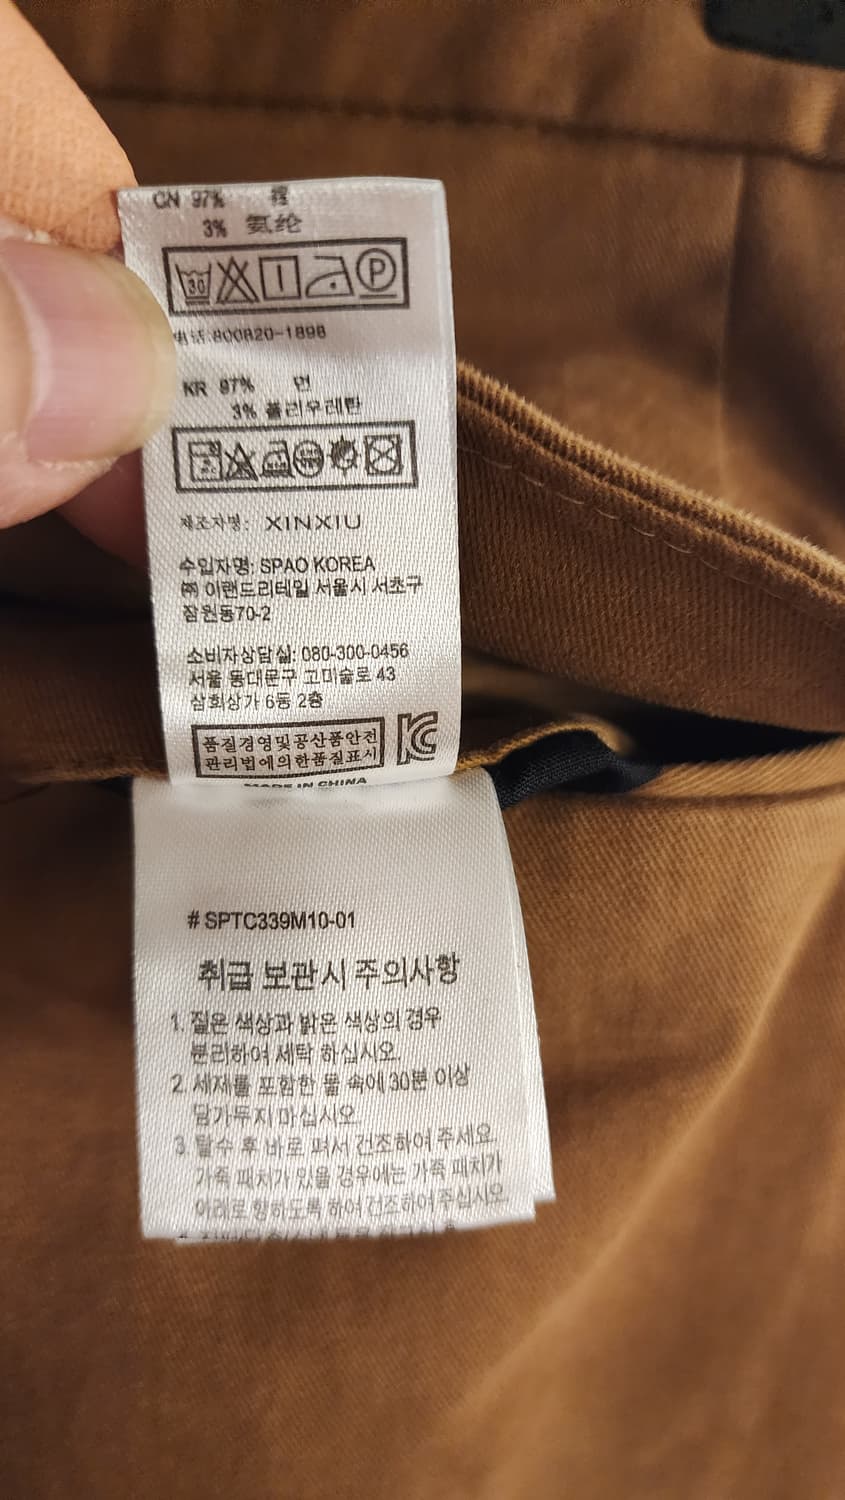 CN 97% 棉
3% 氨纶
30 P
电话:800820-1898
KR 97% 면
3% 폴리우레탄
제조자명: XINXIU
수입자명: SPAO KOREA
㈜ 이랜드리테일 서울시 서초구
잠원동70-2
소비자상담실: 080-300-0456
서울 동대문구 고미술로 43
삼희상가 6동 2층
품질경영및공산품안전
관리법에의한품질표시
MADE IN CHINA
# SPTC339M10-01
취급 보관시 주의사항
1. 짙은 색상과 밝은 색상의 경우
분리하여 세탁 하십시오.
2. 세제를 포함한 물 속에 30분 이상
담가두지 마십시오.
3. 탈수 후 바로 펴서 건조하여 주세요.
가죽 패치가 있을 경우에는 가죽 패치가
아래로 향하도록 하여 건조하여 주십시오.